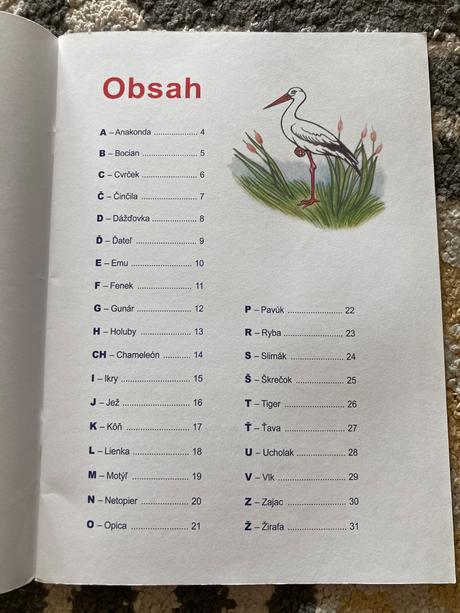 Obsah
A – Anakonda .................... 4
B – Bocian ......................... 5
C – Cvrček ......................... 6
Č – Činčila ......................... 7
D – Dážďovka .................... 8
Ď – Ďateľ ........................... 9
E – Emu ............................ 10
F – Fenek ......................... 11
G – Gunár ........................ 12
H – Holuby ....................... 13
CH – Chameleón ............ 14
I – Ikry ................................ 15
J – Jež .............................. 16
K – Kôň ............................ 17
L – Lienka ........................ 18
M – Motýľ ......................... 19
N – Netopier ..................... 20
O – Opica ......................... 21
P – Pavúk ......................... 22
R – Ryba ........................... 23
S – Slimák ........................ 24
Š – Škrečok ...................... 25
T – Tiger ........................... 26
Ť – Ťava ........................... 27
U – Ucholak ...................... 28
V – Vlk .............................. 29
Z – Zajac .......................... 30
Ž – Žirafa .......................... 31